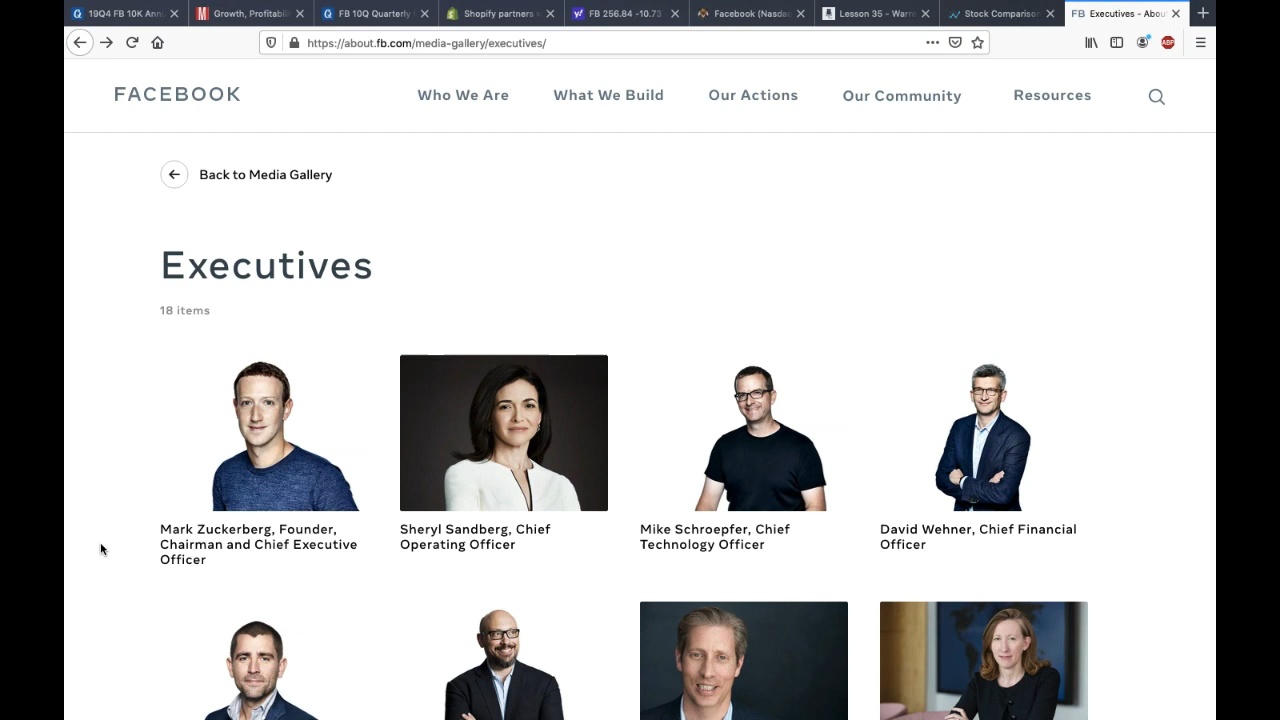 19Q4 FB 10K Ann
Growth, Profitabili
FB 10Q Quarterly
Shopify partners
FB 256.84 -10.73
Facebook (Nasdaq
Lesson 35 - Warr
Stock Comparison
FB Executives - Abou
https://about.fb.com/media-gallery/executives/
ABP
FACEBOOK
Who We Are
What We Build
Our Actions
Our Community
Resources
Back to Media Gallery
Executives
18 items
Mark Zuckerberg, Founder,
Chairman and Chief Executive
Officer
Sheryl Sandberg, Chief
Operating Officer
Mike Schroepfer, Chief
Technology Officer
David Wehner, Chief Financial
Officer